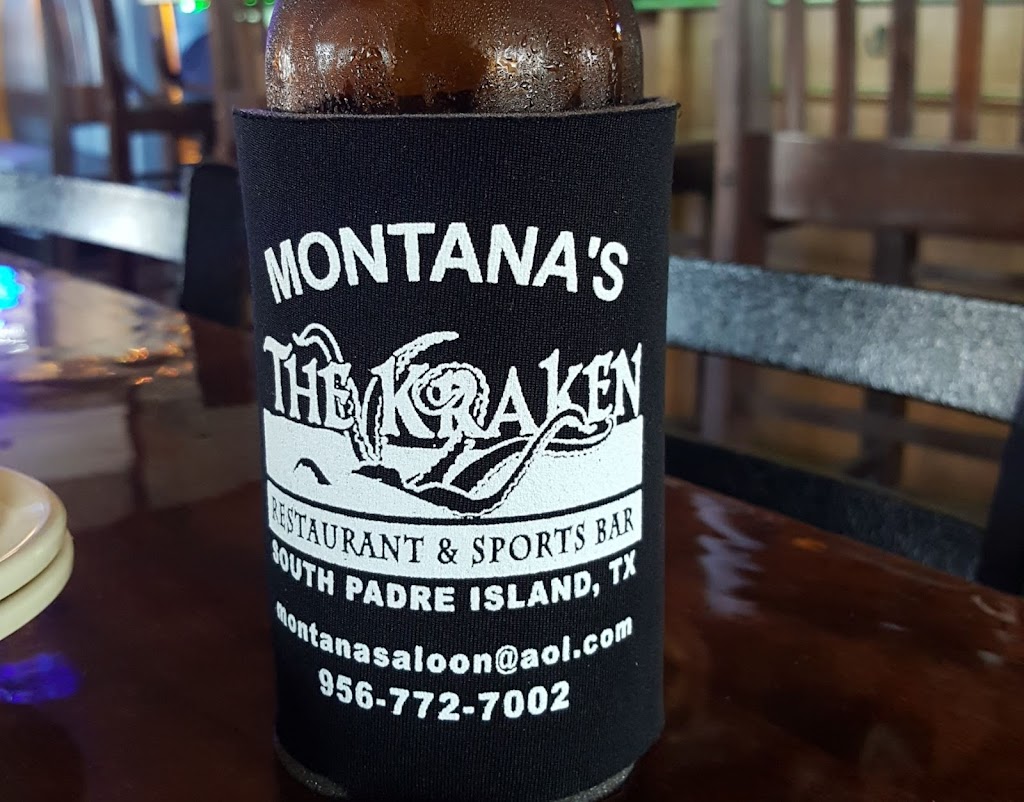 MONTANA'S
THE KRAKEN
RESTAURANT & SPORTS BAR
SOUTH PADRE ISLAND, TX
montanasaloon@aol.com
956-772-7002